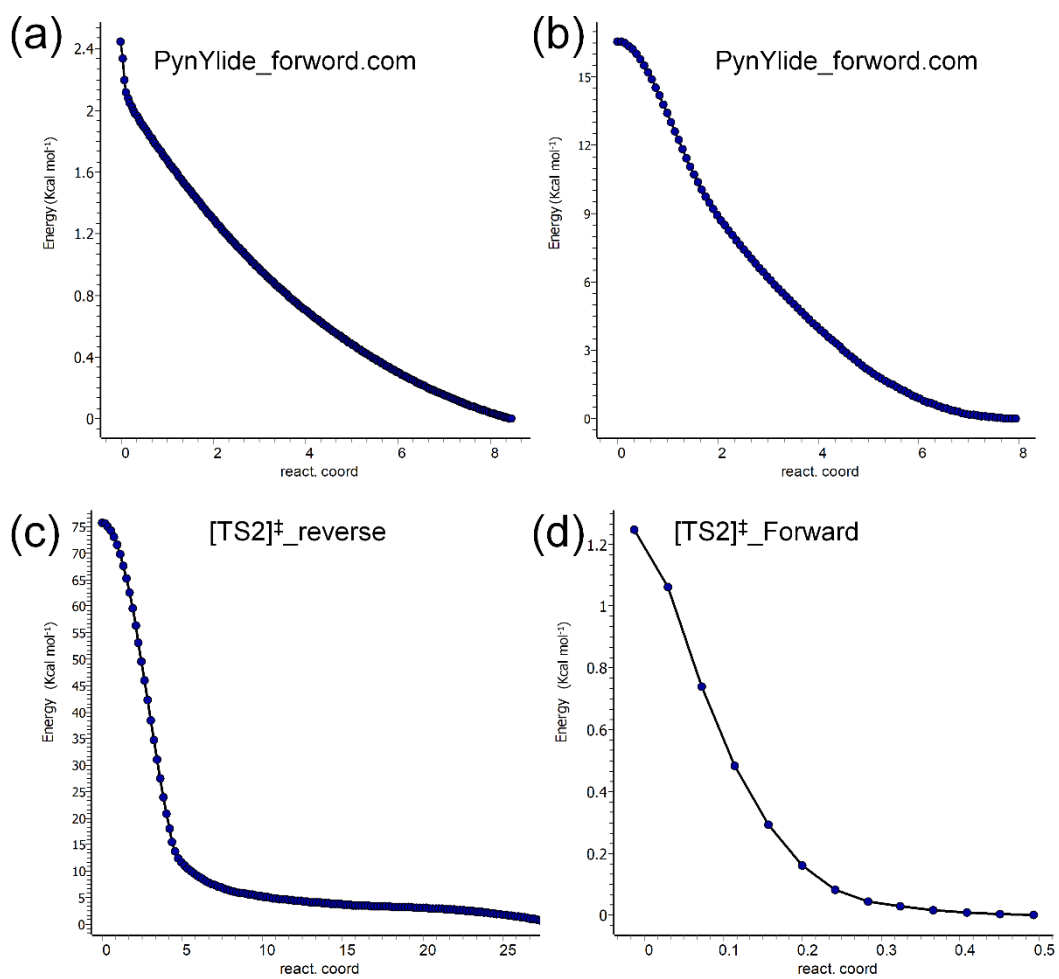 (a)
PynYlide_forword.com
Energy (Kcal mol-1)
2.4
2
1.6
1.2
0.8
0.4
0
0 2 4 6 8
react. coord
(b)
PynYlide_forword.com
Energy (Kcal mol-1)
15
12
9
6
3
0
0 1 2 3 4 5 6 7 8
react. coord
(c)
[TS2]‡_reverse
Energy (Kcal mol-1)
75
70
65
60
55
50
45
40
35
30
25
20
15
10
5
0
0 5 10 15 20 25
react. coord
(d)
[TS2]‡_Forward
Energy (Kcal mol-1)
1.2
1
0.8
0.6
0.4
0.2
0
0 0.1 0.2 0.3 0.4 0.5
react. coord